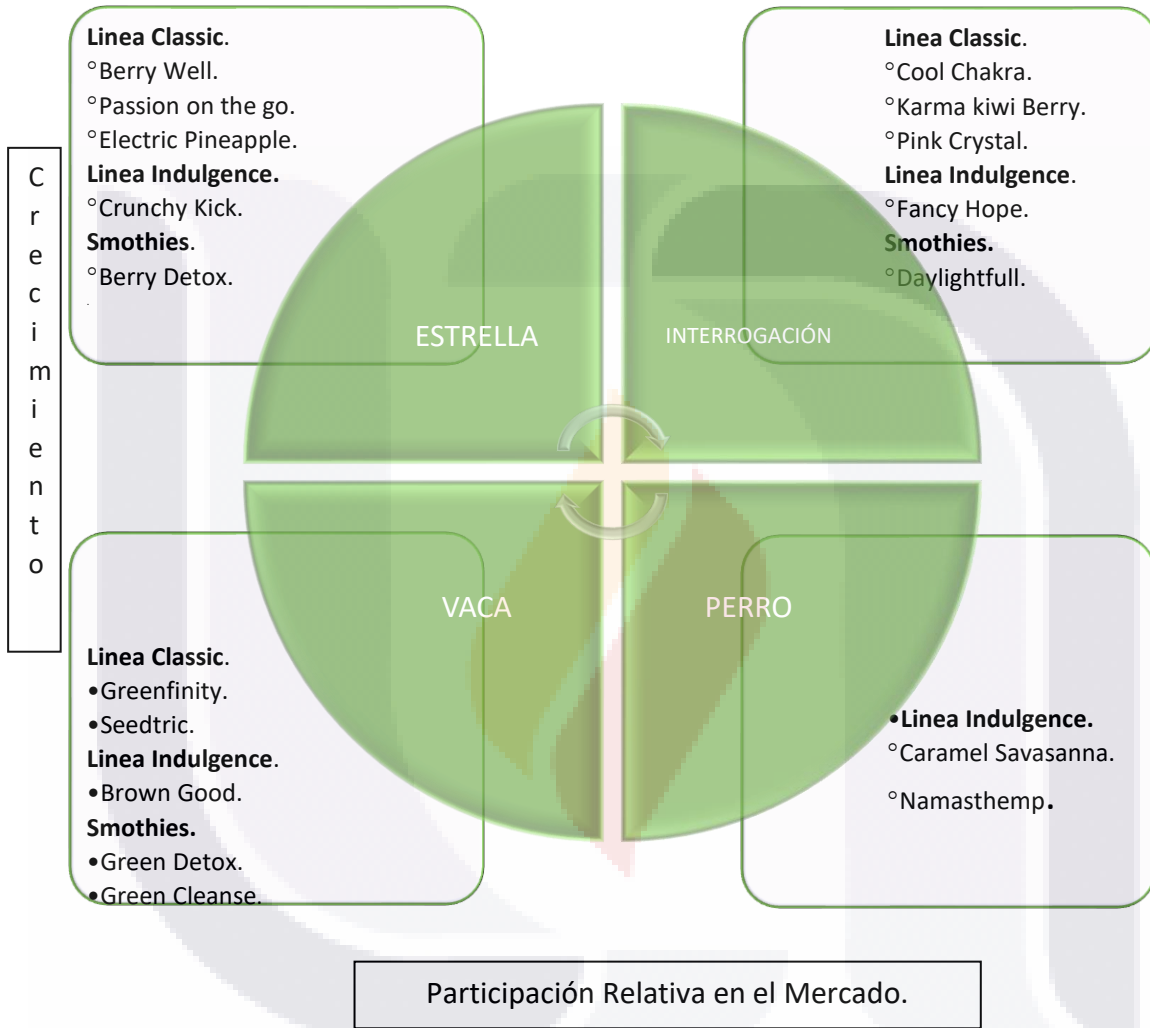 Linea Classic.
°Berry Well.
°Passion on the go.
°Electric Pineapple.
Linea Indulgence.
°Crunchy Kick.
Smothies.
°Berry Detox.
.
Linea Classic.
°Cool Chakra.
°Karma kiwi Berry.
°Pink Crystal.
Linea Indulgence.
°Fancy Hope.
Smothies.
°Daylightfull.
Crecimiento
ESTRELLA
INTERROGACIÓN
VACA
PERRO
Linea Classic.
•Greenfinity.
•Seedtric.
Linea Indulgence.
•Brown Good.
Smothies.
•Green Detox.
•Green Cleanse.
•Linea Indulgence.
°Caramel Savasanna.
°Namasthemp.
Participación Relativa en el Mercado.